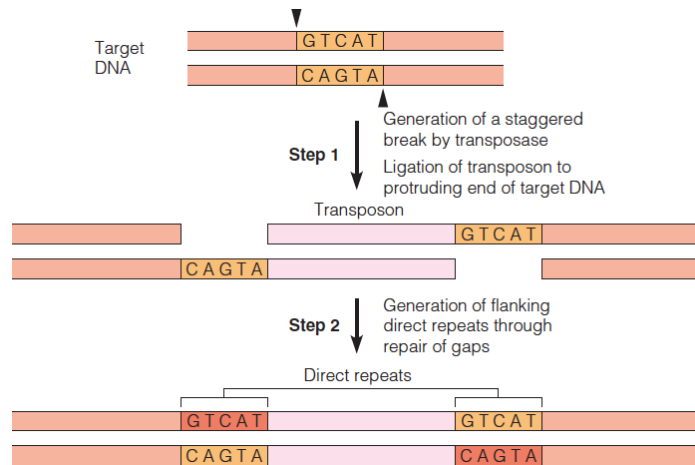 Target
DNA
GTCAT
CAGTA
Step 1
Generation of a staggered
break by transposase
Ligation of transposon to
protruding end of target DNA
Transposon
GTCAT
CAGTA
Step 2
Generation of flanking
direct repeats through
repair of gaps
Direct repeats
GTCAT GTCAT
CAGTA CAGTA